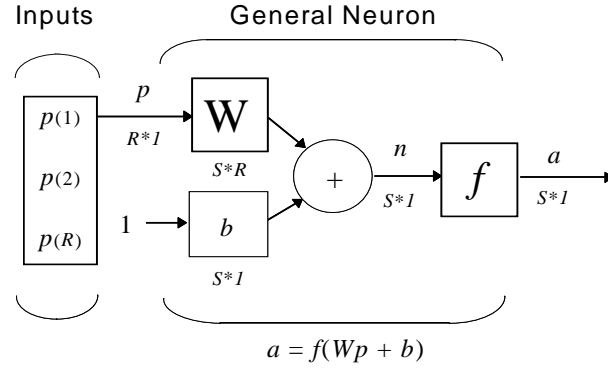 Inputs
General Neuron
p(1)
p(2)
p(R)
p
R*1
W
S*R
1
b
S*1
+
n
S*1
f
a
S*1
a = f(Wp + b)